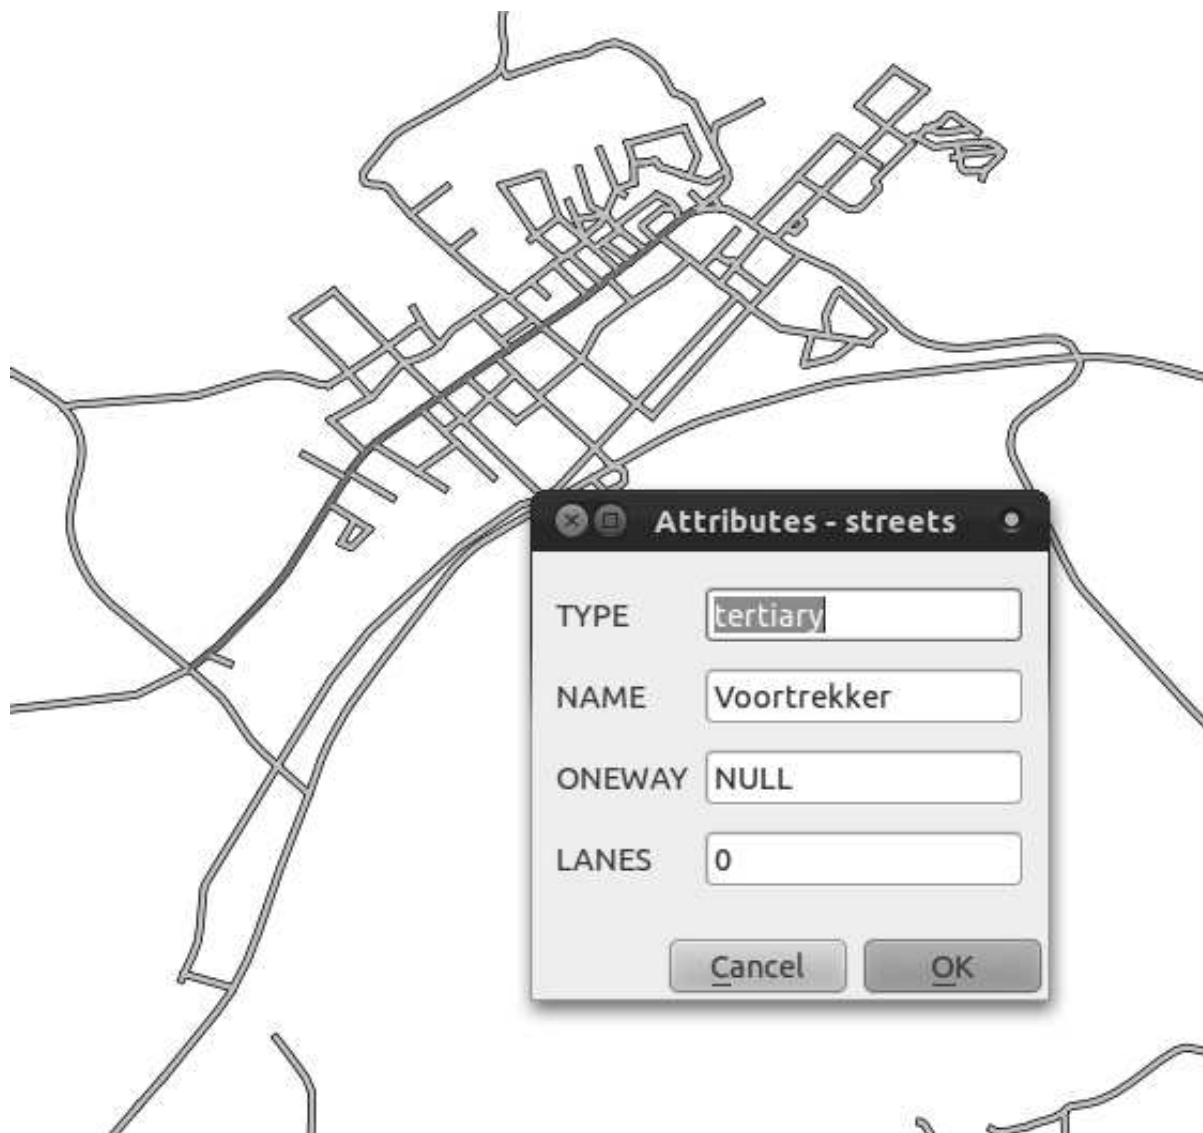 Attributes - streets
TYPE tertiary
NAME Voortrekker
ONEWAY NULL
LANES 0
Cancel OK